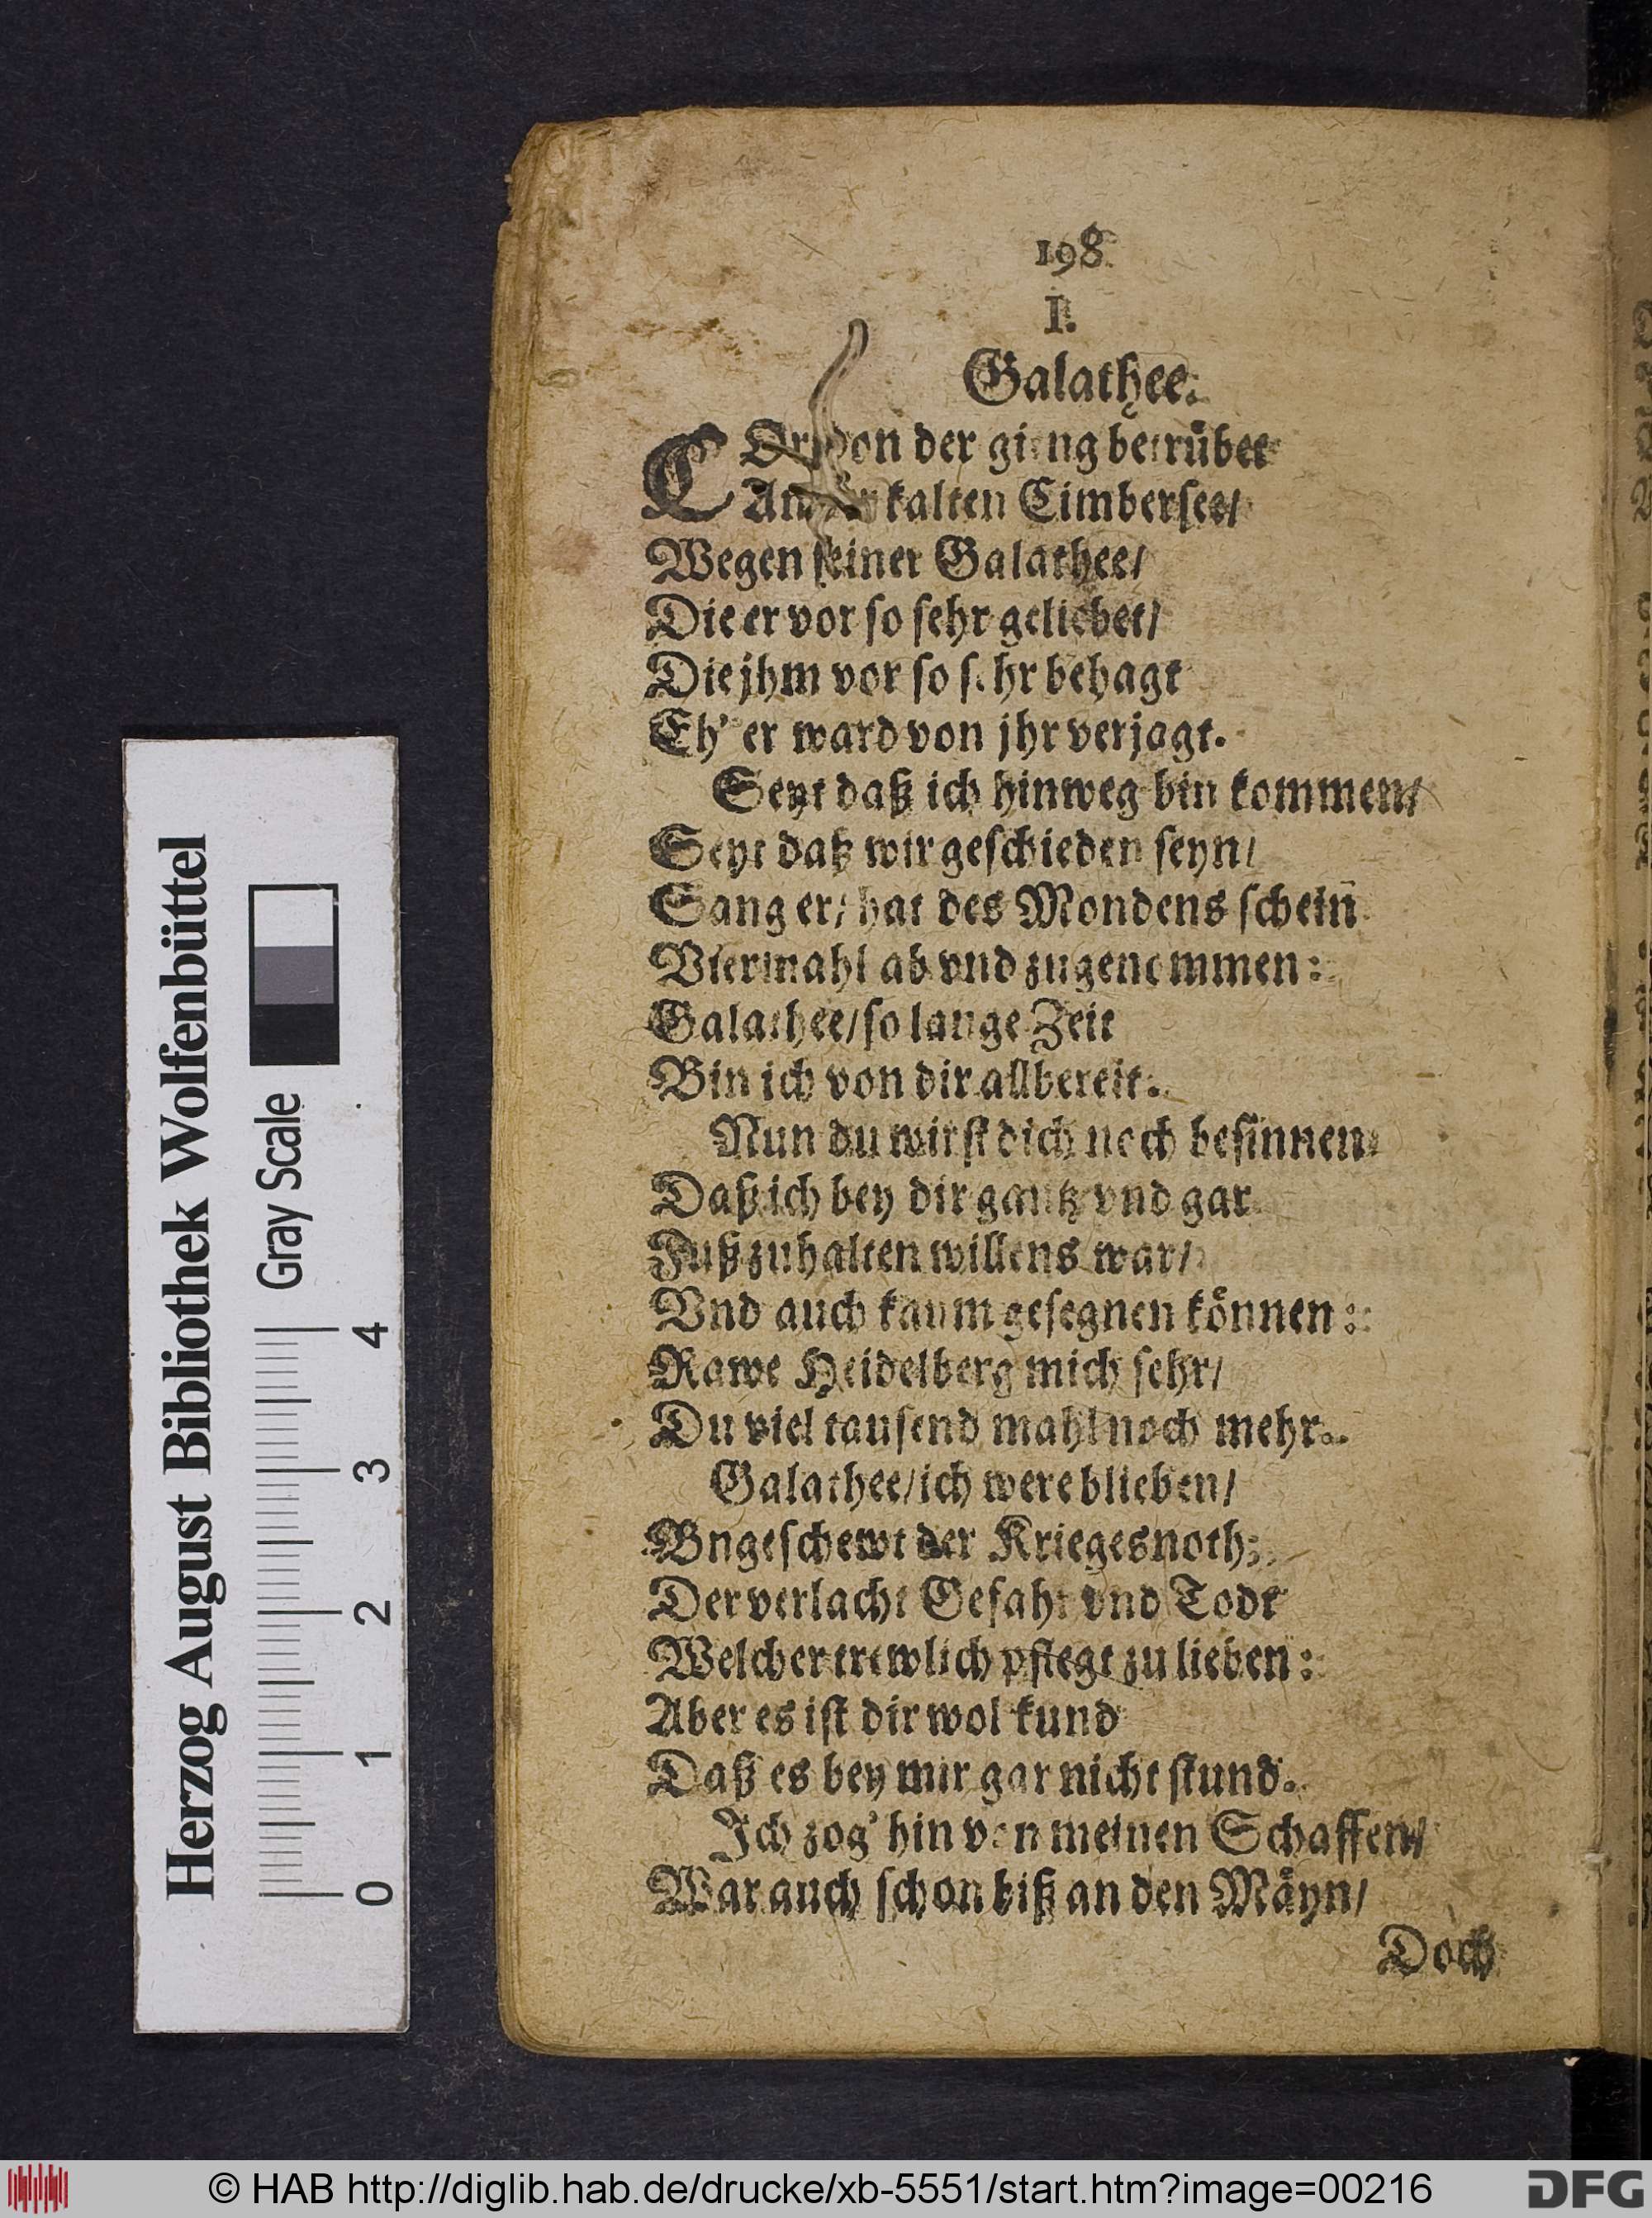 198
I.
Galathee.
COrydon der gieng betrübet
An der kalten Cimbersee/
Wegen seiner Galathee/
Die er vor so sehr geliebet/
Die jhm vor so sehr behagt
Eh' er ward von jhr verjagt.
Seyt daß ich hinweg bin kommen/
Seyt daß wir geschieden seyn/
Sang er/ hat des Mondens schein
Viermahl ab vnd zugenommen:
Galathee/ so lange Zeit
Bin ich von dir allbereit.
Nun du wirst dich noch besinnen
Daß ich bey dir gantz vnd gar
Fuß zuhalten willens war/
Vnd auch kaum gesegnen können:
Rawe Heidelberg mich sehr/
Du viel tausend mahl noch mehr.
Galathee/ ich were blieben/
Vngeschewt der Kriegesnoth;
Der verlacht Gefahr vnd Todt
Welcher trewlich pflegt zu lieben:
Aber es ist dir wol kund
Daß es bey mir gar nicht stund.
Ich zog' hin von meinen Schaffen/
War auch schon biß an den Mäyn/
Doch
Herzog August Bibliothek Wolfenbüttel
Gray Scale
0 1 2 3 4
© HAB http://diglib.hab.de/drucke/xb-5551/start.htm?image=00216
DFG